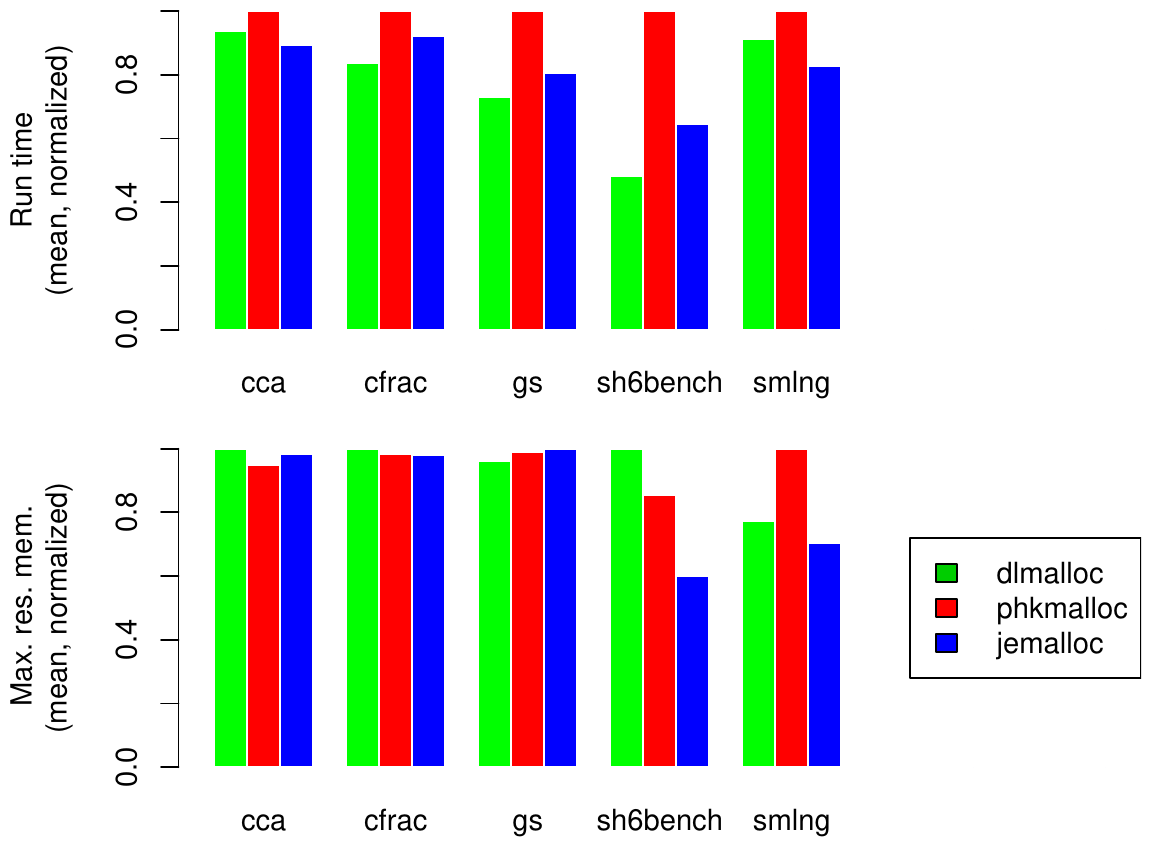 Run time
(mean, normalized)
0.8
0.4
0.0
cca cfrac gs sh6bench smlng
Max. res. mem.
(mean, normalized)
0.8
0.4
0.0
cca cfrac gs sh6bench smlng
dlmalloc
phkmalloc
jemalloc